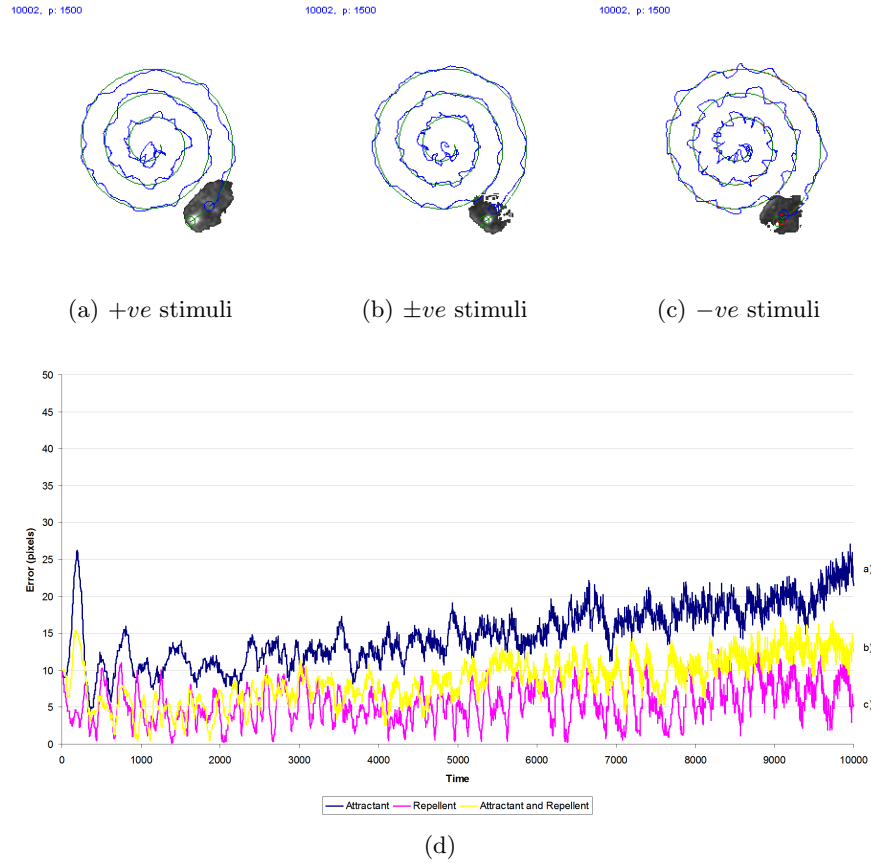 10002, p: 1500 10002, p: 1500 10002, p: 1500
(a) +ve stimuli (b) ±ve stimuli (c) −ve stimuli
50
45
40
35
30
25
20
15
10
5
0
Error (pixels)
a)
b)
c)
0 1000 2000 3000 4000 5000 6000 7000 8000 9000 10000
Time
Attractant Repellent Attractant and Repellent
(d)